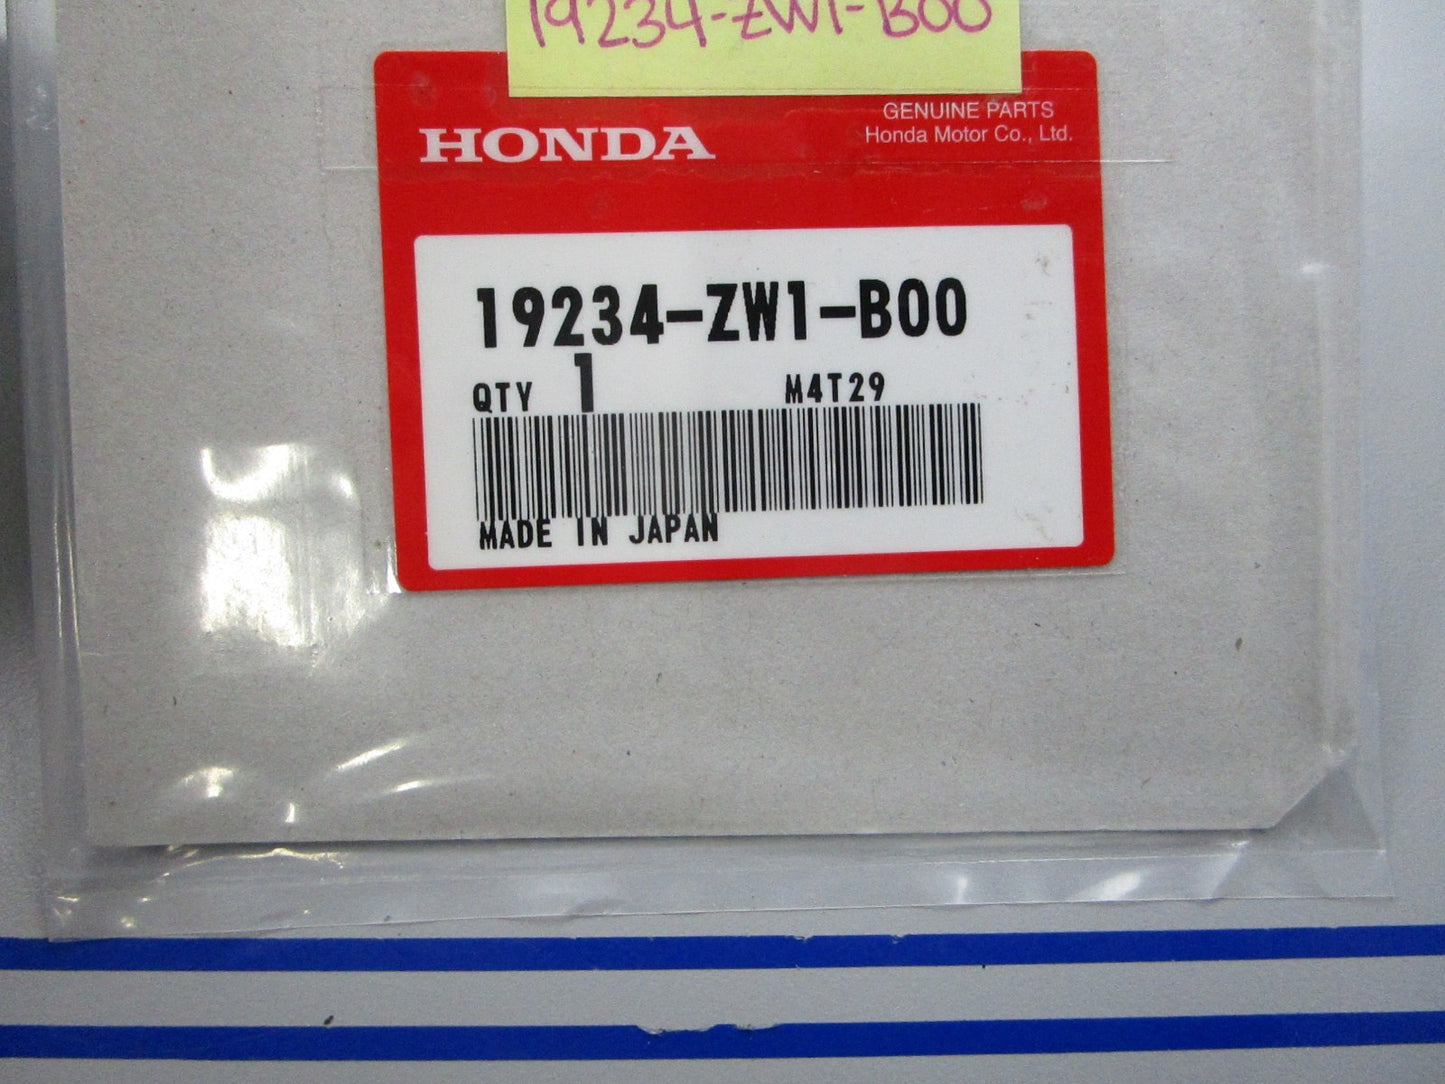 19234-ZW1-B00
GENUINE PARTS
HONDA
Honda Motor Co., Ltd.
19234-ZW1-B00
QTY 1 M4T29
MADE IN JAPAN